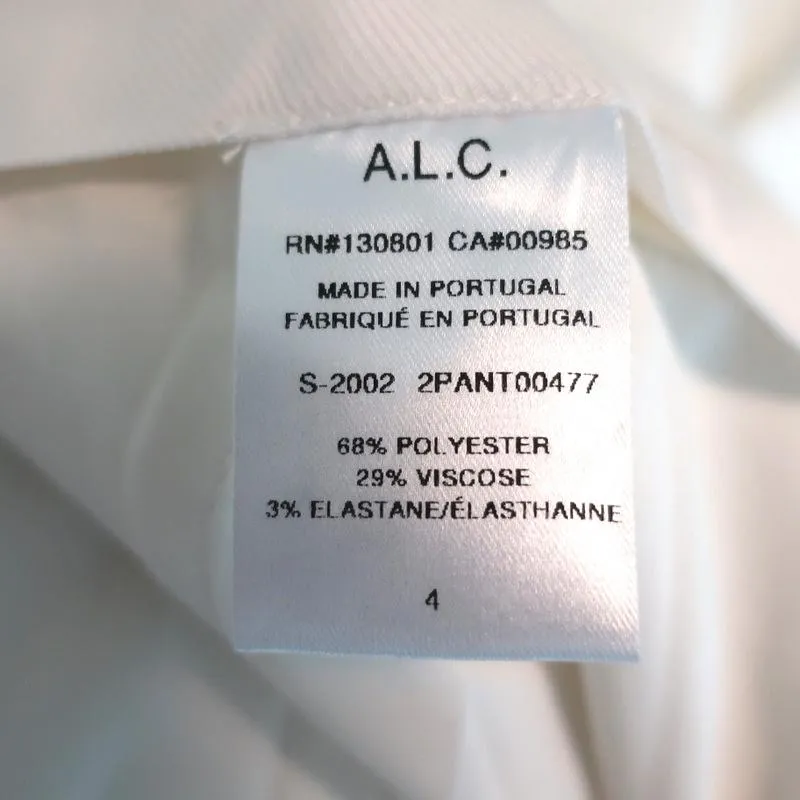 A.L.C.
RN#130801 CA#00985
MADE IN PORTUGAL
FABRIQUÉ EN PORTUGAL
S-2002 2PANT00477
68% POLYESTER
29% VISCOSE
3% ELASTANE/ÉLASTHANNE
4